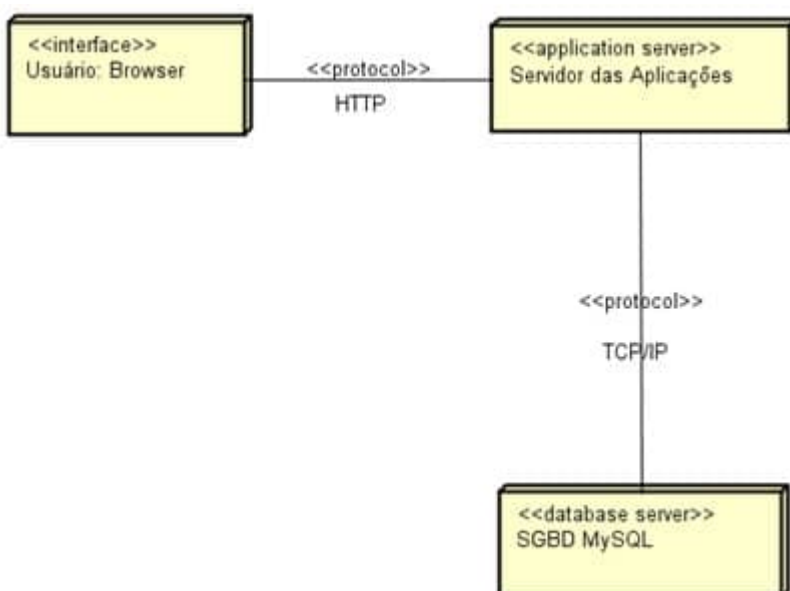 <<interface>>
Usuário: Browser
<<protocol>>
HTTP
<<application server>>
Servidor das Aplicações
<<protocol>>
TCP/IP
<<database server>>
SGBD MySQL